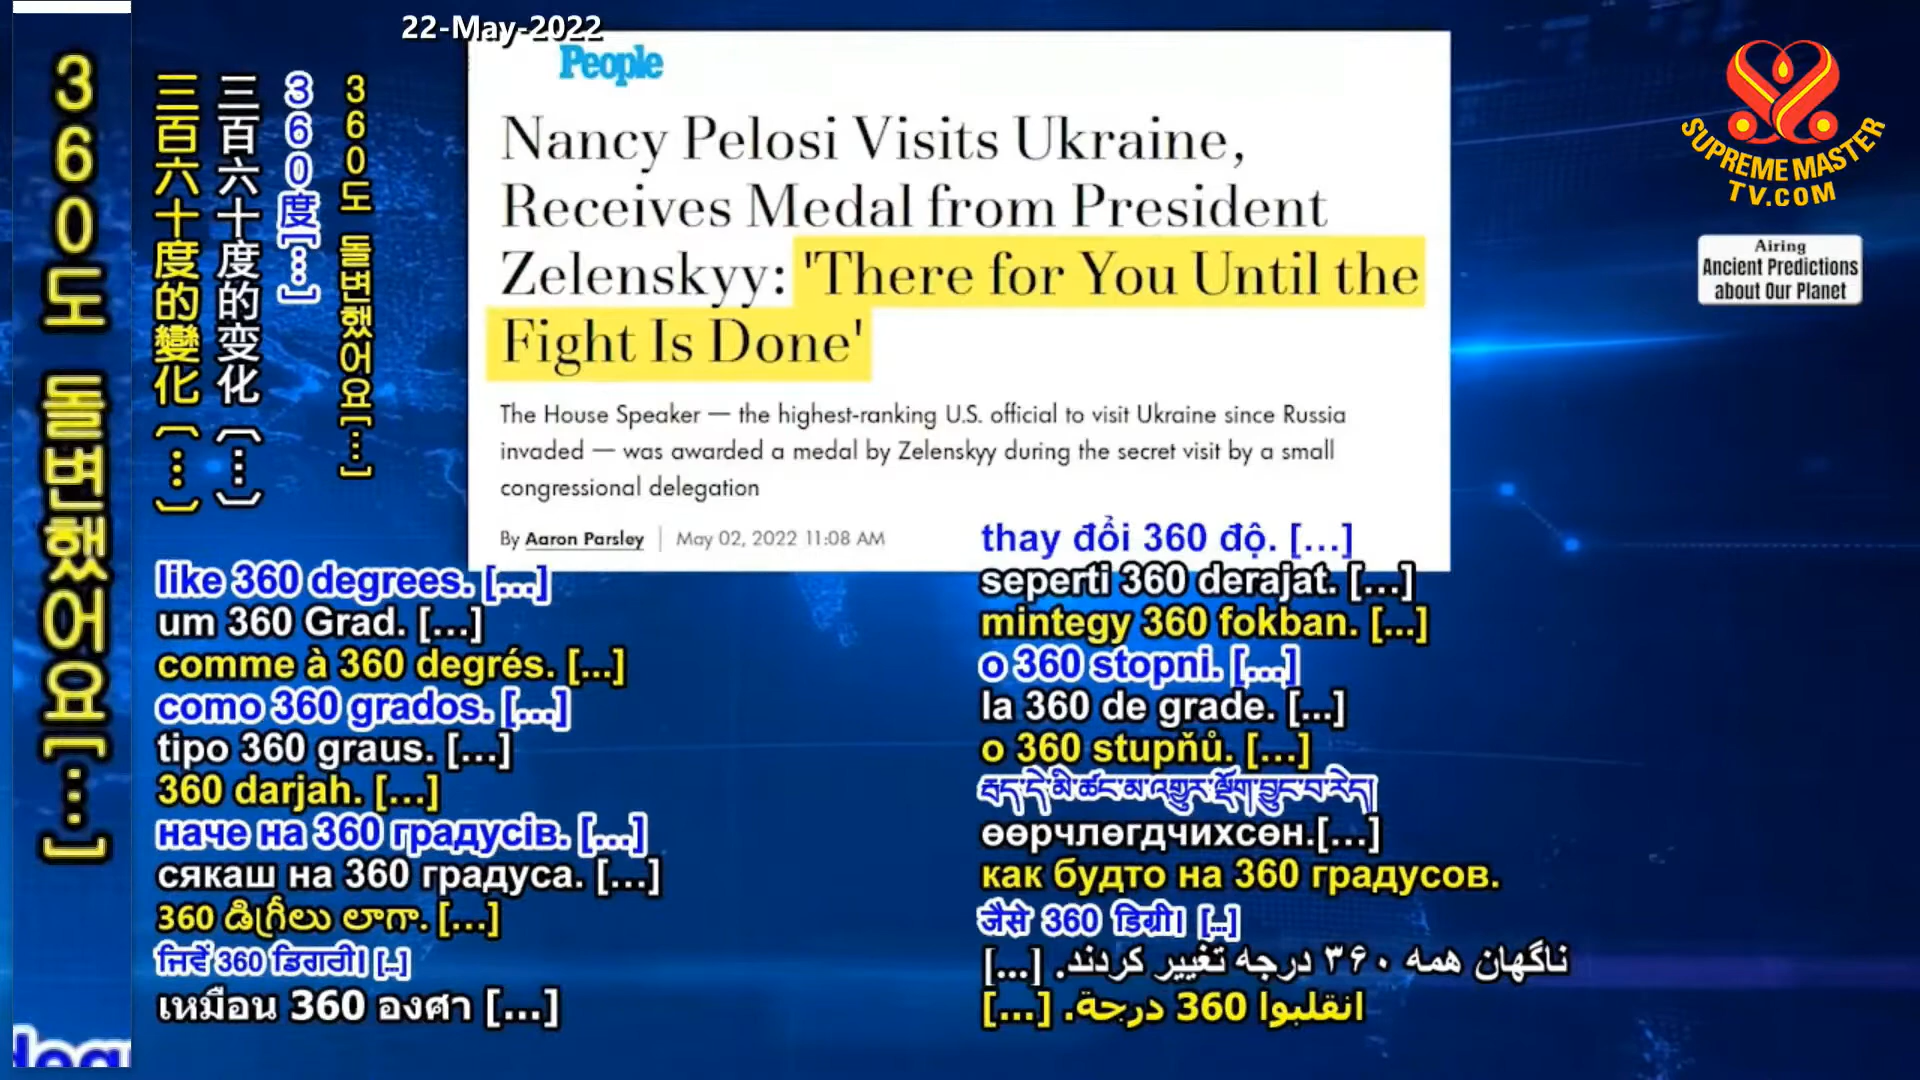 22-May-2022
People
Nancy Pelosi Visits Ukraine,
Receives Medal from President
Zelenskyy: 'There for You Until the
Fight Is Done'
The House Speaker — the highest-ranking U.S. official to visit Ukraine since Russia
invaded — was awarded a medal by Zelenskyy during the secret visit by a small
congressional delegation
By Aaron Parsley | May 02, 2022 11:08 AM
SUPREME MASTER
TV.COM
Airing
Ancient Predictions
about Our Planet
360도 돌변했어요[...]
三百六十度的變化〔...〕
三百六十度的变化〔...〕
360度[...]
360도 돌변했어요[...]
like 360 degrees. [...]
um 360 Grad. [...]
comme à 360 degrés. [...]
como 360 grados. [...]
tipo 360 graus. [...]
360 darjah. [...]
наче на 360 градусів. [...]
сякаш на 360 градуса. [...]
360 డిగ్రీలు లాగా. [...]
ਜਿਵੇਂ 360 ਡਿਗਰੀ। [..]
เหมือน 360 องศา [...]
thay đổi 360 độ. [...]
seperti 360 derajat. [...]
mintegy 360 fokban. [...]
o 360 stopni. [...]
la 360 de grade. [...]
o 360 stupňů. [...]
རྦད་དེ་མི་ཚང་མ་འགྱུར་ལྡོག་བྱུང་བ་རེད།
өөрчлөгдчихсөн.[...]
как будто на 360 градусов.
जैसे 360 डिग्री। [..]
ناگهان همه ۳۶۰ درجه تغییر کردند. [...]
انقلبوا 360 درجة. [...]